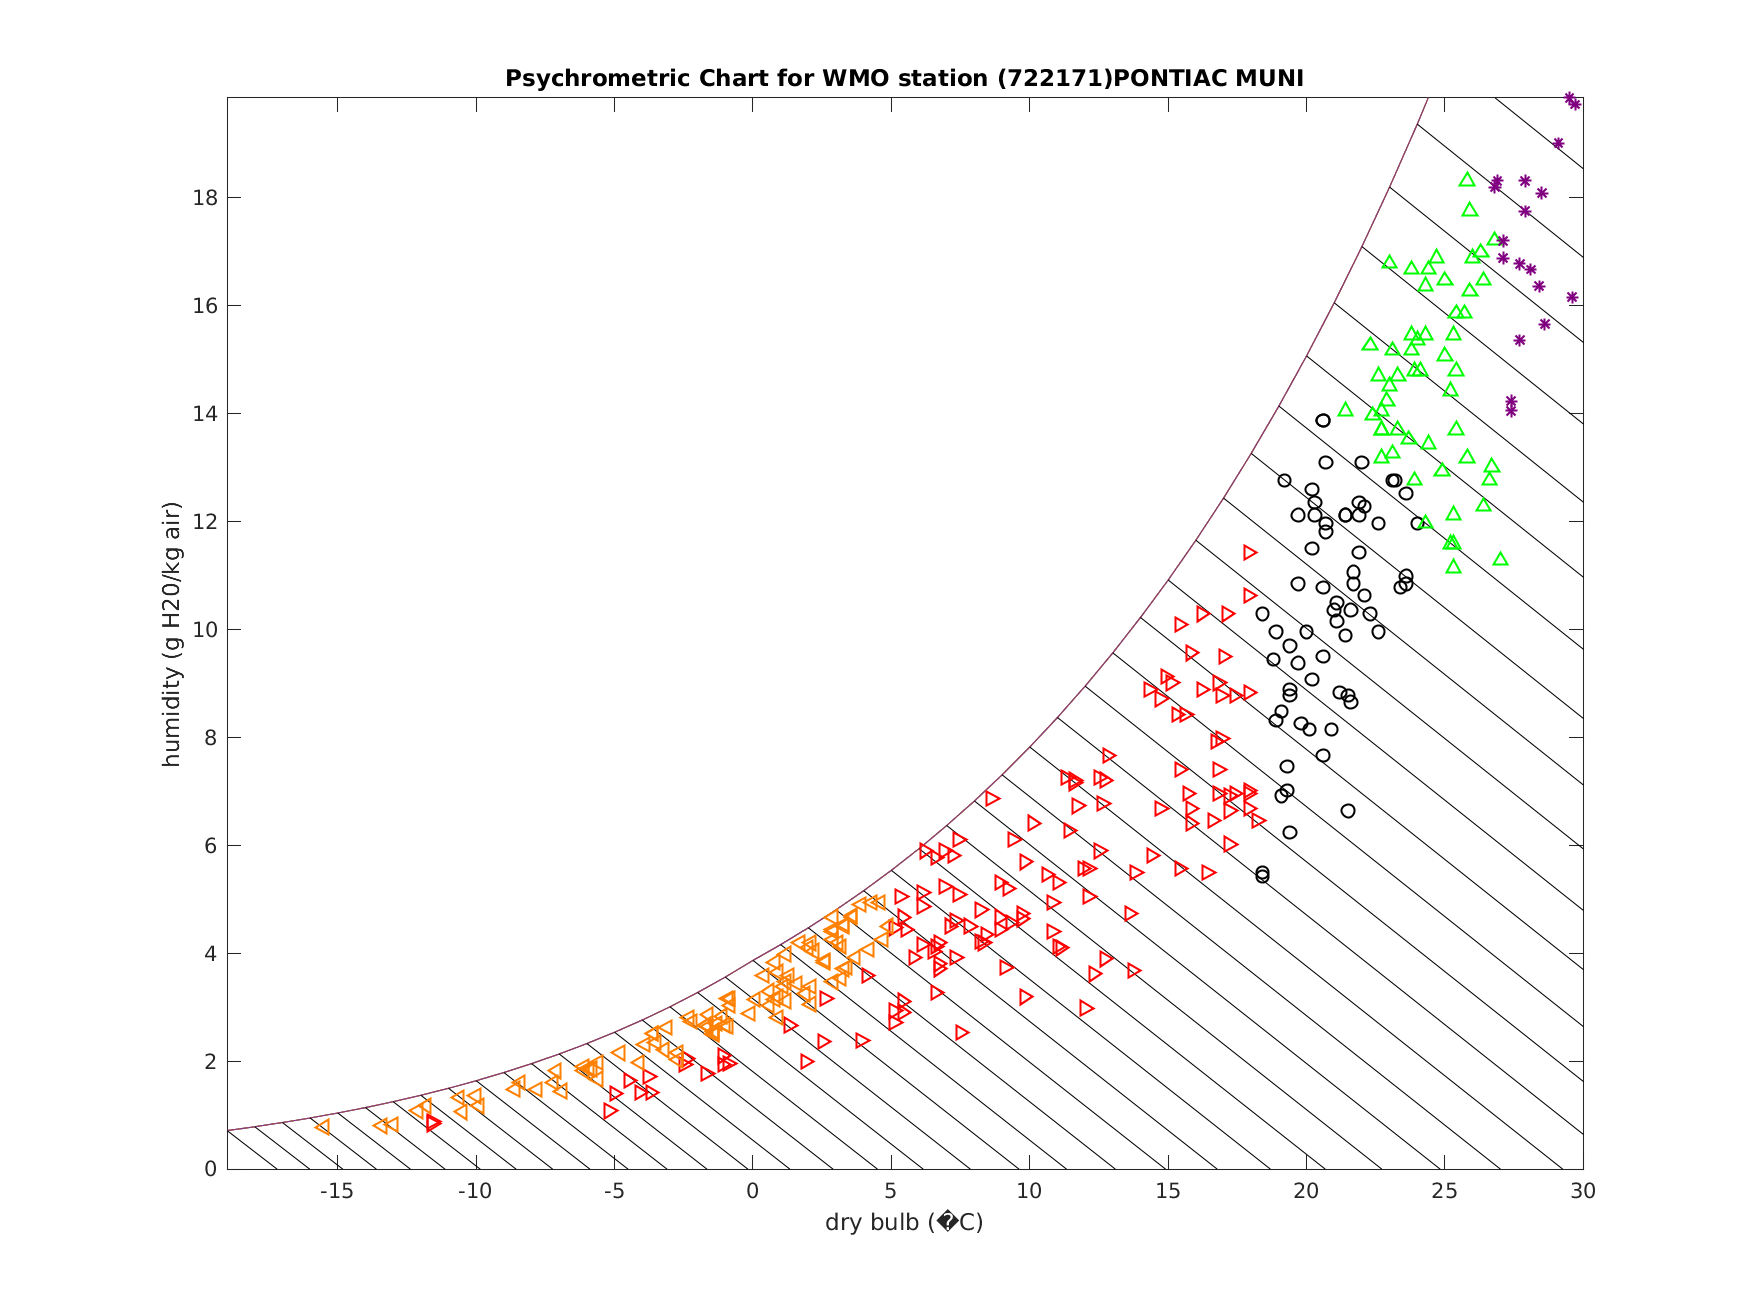 Psychrometric Chart for WMO station (722171)PONTIAC MUNI
humidity (g H20/kg air)
18
16
14
12
10
8
6
4
2
0
-15 -10 -5 0 5 10 15 20 25 30
dry bulb (�C)